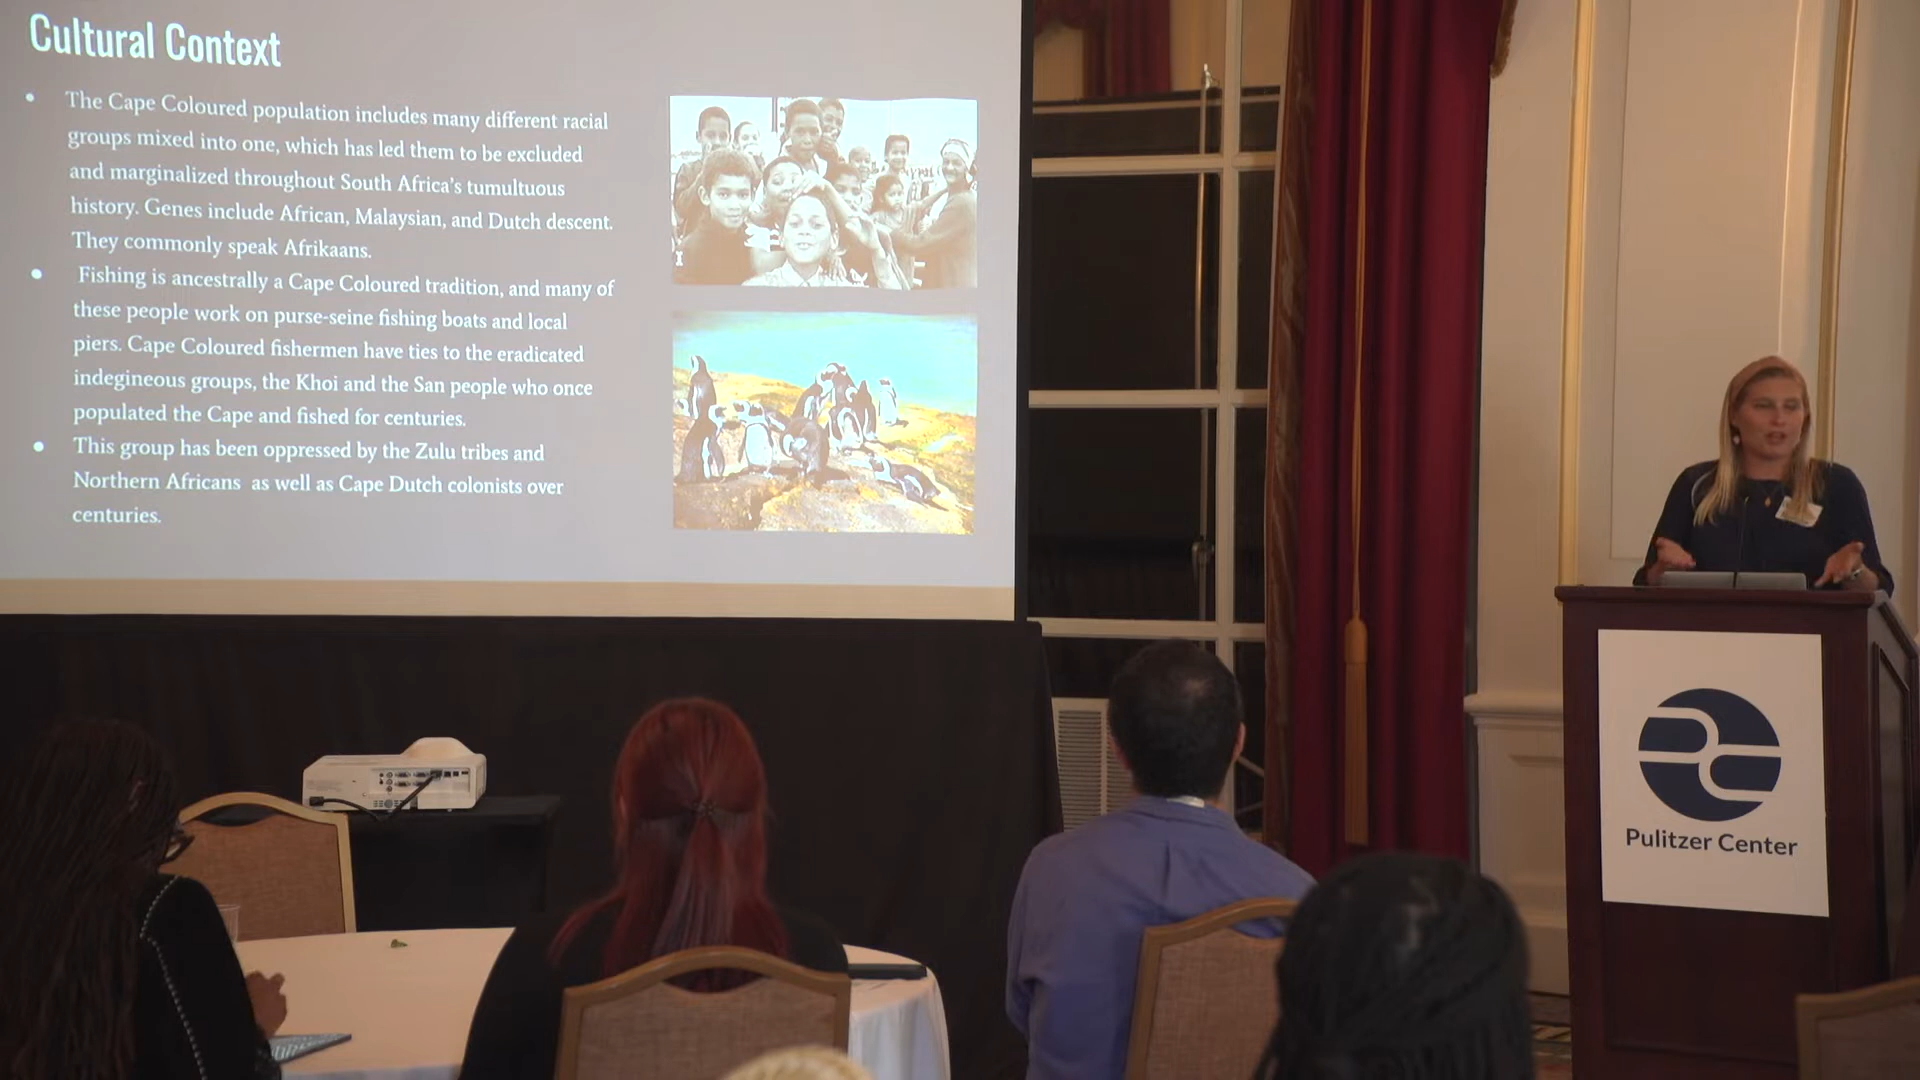 Cultural Context
• The Cape Coloured population includes many different racial
groups mixed into one, which has led them to be excluded
and marginalized throughout South Africa's tumultuous
history. Genes include African, Malaysian, and Dutch descent.
They commonly speak Afrikaans.
• Fishing is ancestrally a Cape Coloured tradition, and many of
these people work on purse-seine fishing boats and local
piers. Cape Coloured fishermen have ties to the eradicated
indegineous groups, the Khoi and the San people who once
populated the Cape and fished for centuries.
• This group has been oppressed by the Zulu tribes and
Northern Africans as well as Cape Dutch colonists over
centuries.
Pulitzer Center